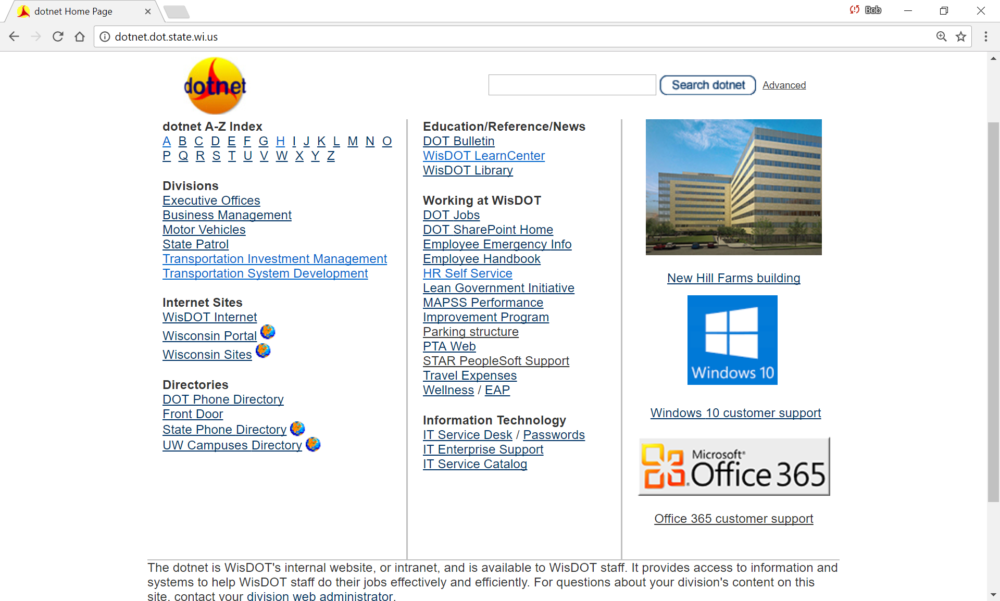 dotnet Home Page
Bob
dotnet.dot.state.wi.us
dotnet
Search dotnet Advanced
dotnet A-Z Index
A B C D E F G H I J K L M N O
P Q R S T U V W X Y Z
Divisions
Executive Offices
Business Management
Motor Vehicles
State Patrol
Transportation Investment Management
Transportation System Development
Internet Sites
WisDOT Internet
Wisconsin Portal
Wisconsin Sites
Directories
DOT Phone Directory
Front Door
State Phone Directory
UW Campuses Directory
Education/Reference/News
DOT Bulletin
WisDOT LearnCenter
WisDOT Library
Working at WisDOT
DOT Jobs
DOT SharePoint Home
Employee Emergency Info
Employee Handbook
HR Self Service
Lean Government Initiative
MAPSS Performance
Improvement Program
Parking structure
PTA Web
STAR PeopleSoft Support
Travel Expenses
Wellness / EAP
Information Technology
IT Service Desk / Passwords
IT Enterprise Support
IT Service Catalog
New Hill Farms building
Windows 10
Windows 10 customer support
Microsoft®
Office 365
Office 365 customer support
The dotnet is WisDOT's internal website, or intranet, and is available to WisDOT staff. It provides access to information and
systems to help WisDOT staff do their jobs effectively and efficiently. For questions about your division's content on this
site, contact your division web administrator.